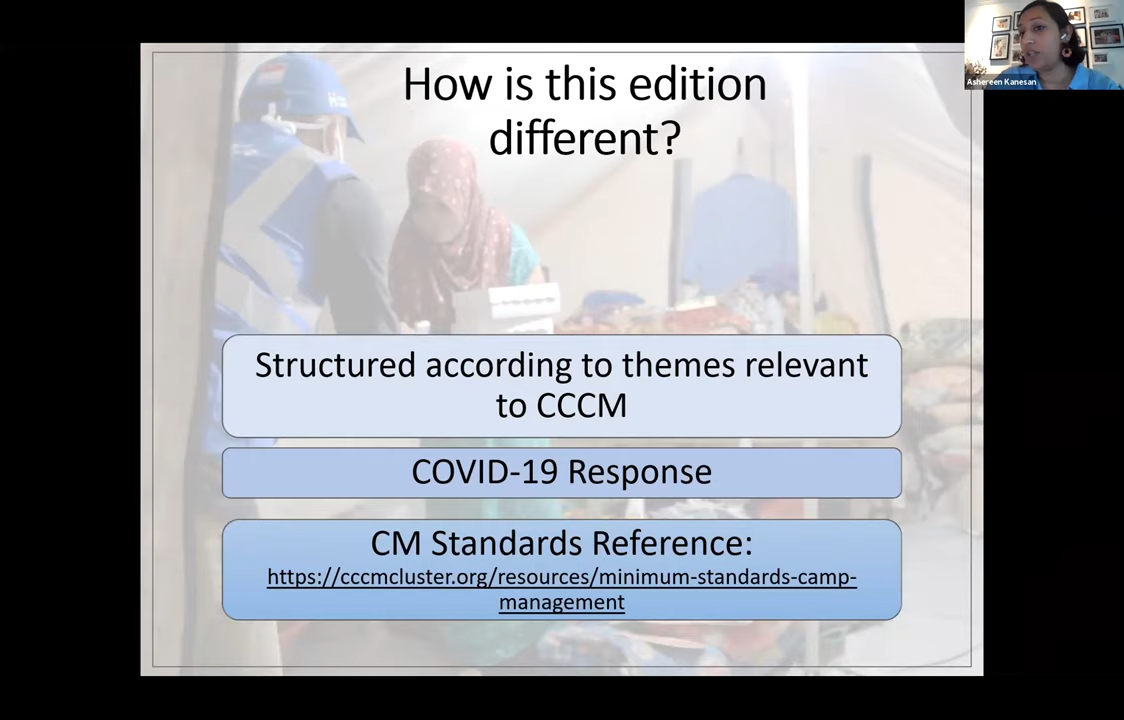 Ashereen Kanesan
How is this edition
different?
Structured according to themes relevant
to CCCM
COVID-19 Response
CM Standards Reference:
https://cccmcluster.org/resources/minimum-standards-camp-
management